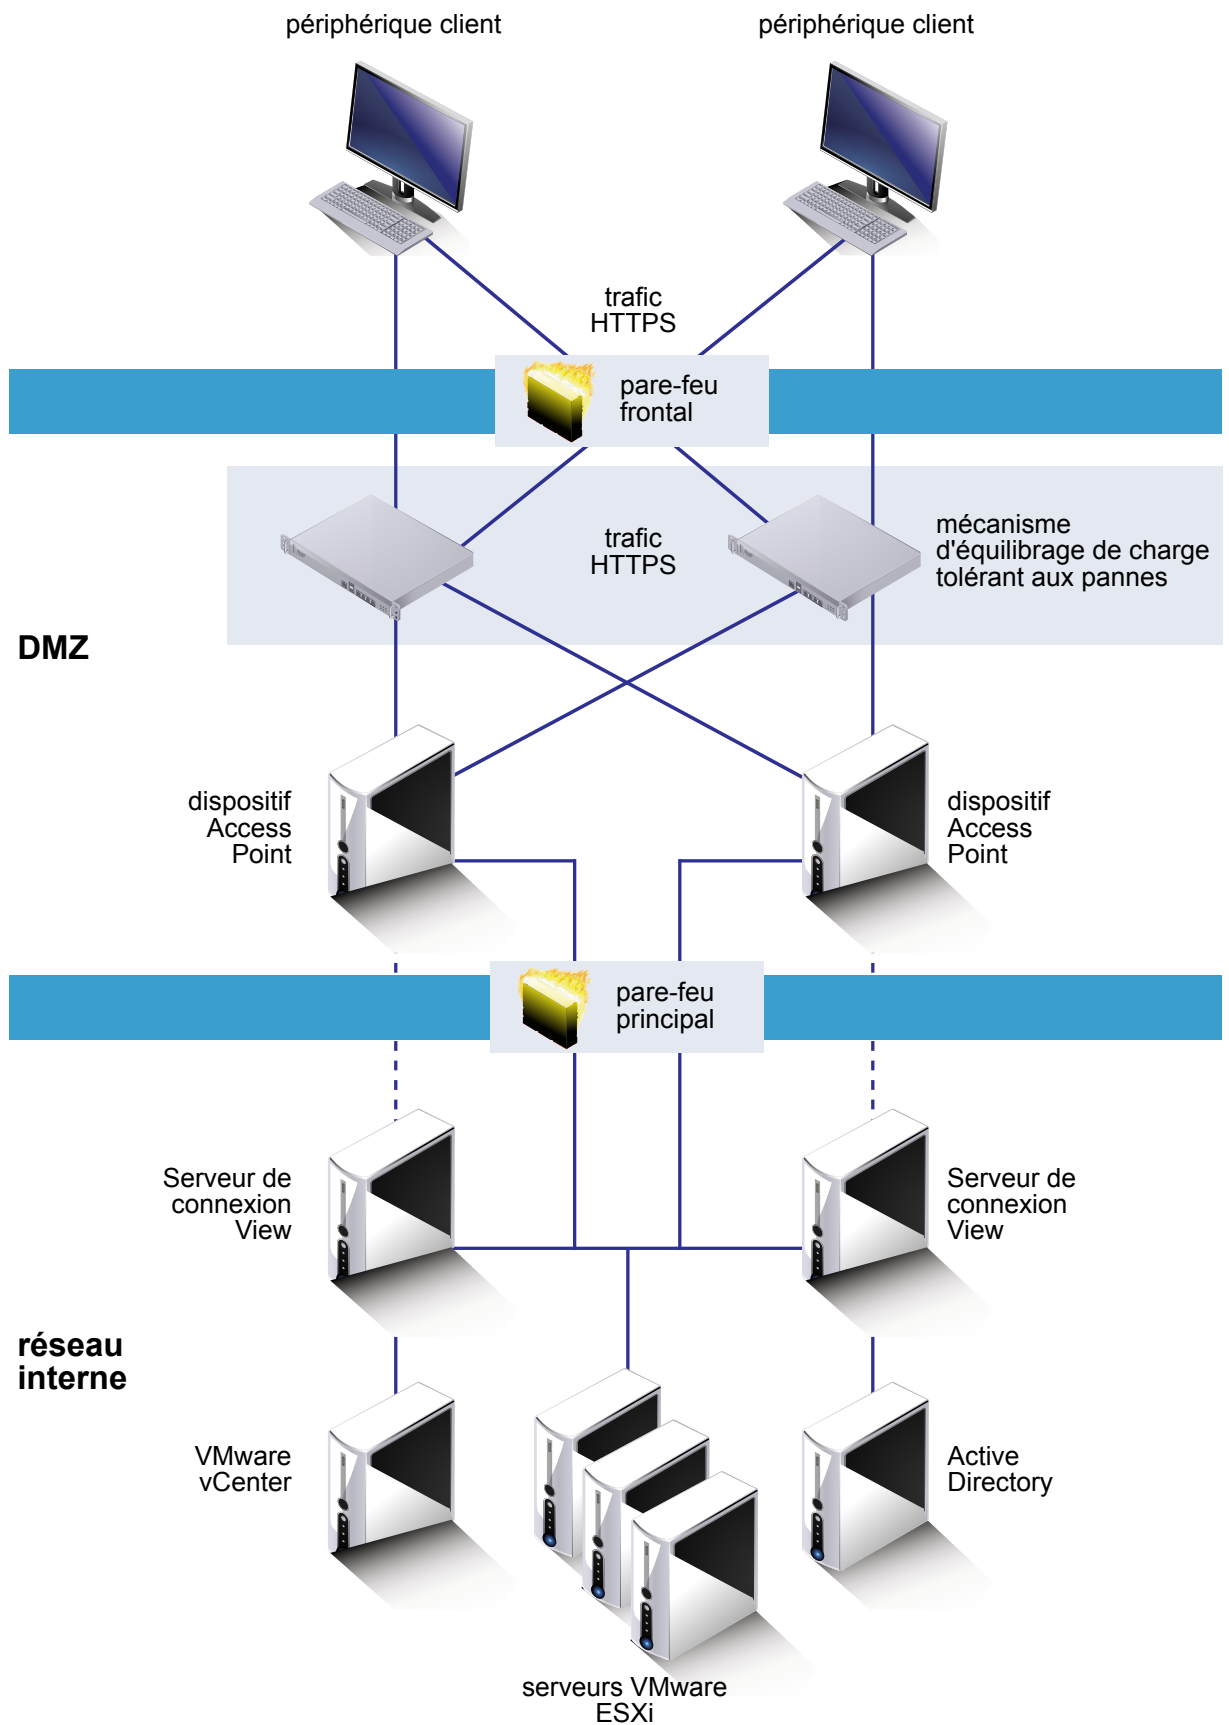 périphérique client
périphérique client
trafic
HTTPS
pare-feu
frontal
trafic
HTTPS
mécanisme
d'équilibrage de charge
tolérant aux pannes
DMZ
dispositif
Access
Point
dispositif
Access
Point
pare-feu
principal
Serveur de
connexion
View
Serveur de
connexion
View
réseau
interne
VMware
vCenter
Active
Directory
serveurs VMware
ESXi